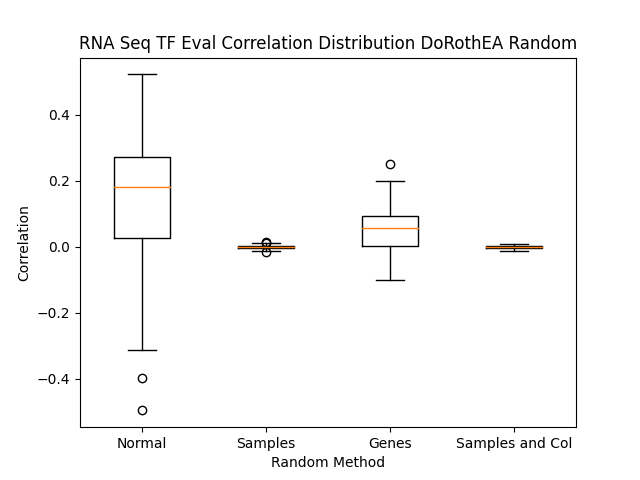 RNA Seq TF Eval Correlation Distribution DoRothEA Random
Correlation
0.4
0.2
0.0
−0.2
−0.4
Normal
Samples
Genes
Samples and Col
Random Method